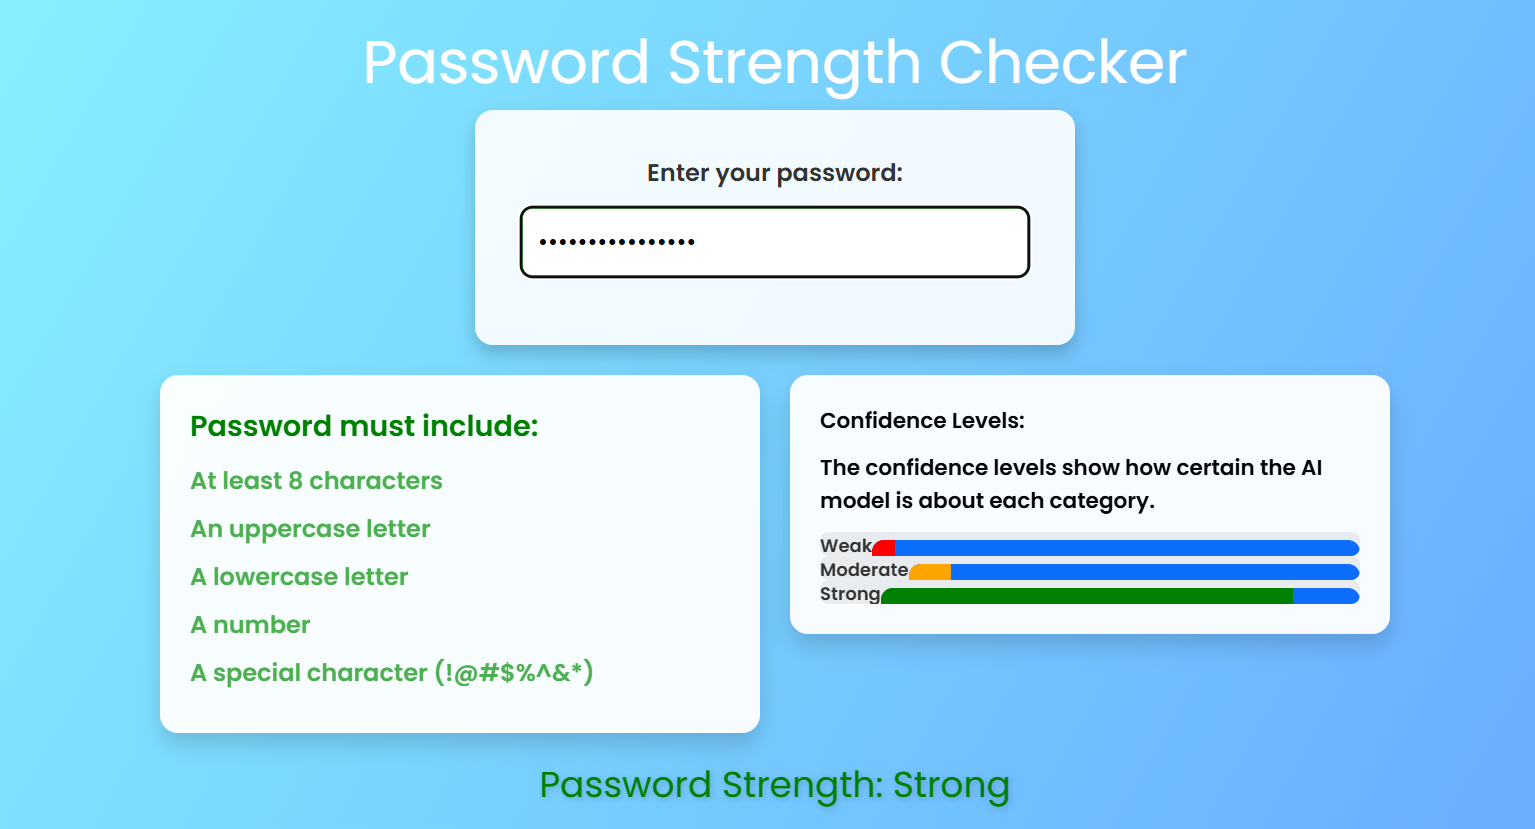 Password Strength Checker
Enter your password:
••••••••••••••••
Password must include:
At least 8 characters
An uppercase letter
A lowercase letter
A number
A special character (!@#$%^&*)
Confidence Levels:
The confidence levels show how certain the AI
model is about each category.
Weak
Moderate
Strong
Password Strength: Strong